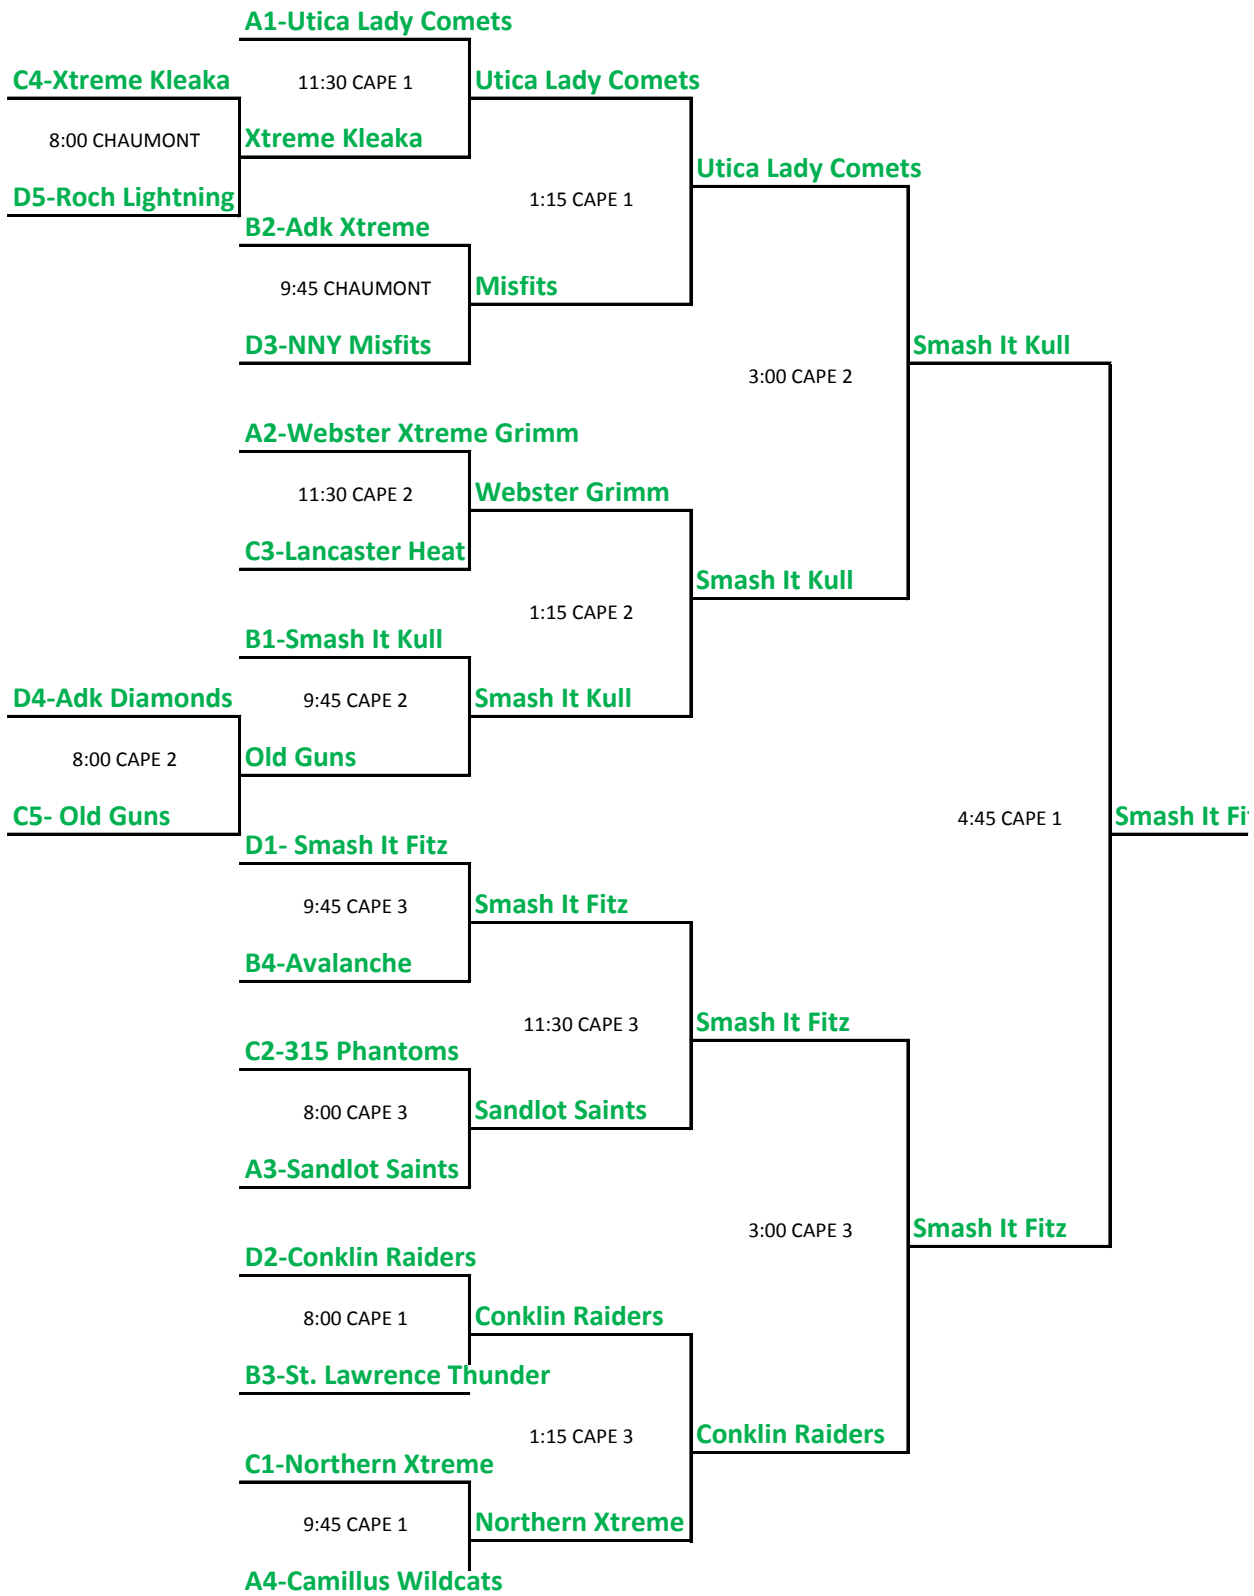 A1-Utica Lady Comets
C4-Xtreme Kleaka
11:30 CAPE 1
Utica Lady Comets
8:00 CHAUMONT
Xtreme Kleaka
Utica Lady Comets
D5-Roch Lightning
1:15 CAPE 1
B2-Adk Xtreme
9:45 CHAUMONT
Misfits
D3-NNY Misfits
Smash It Kull
3:00 CAPE 2
A2-Webster Xtreme Grimm
11:30 CAPE 2
Webster Grimm
C3-Lancaster Heat
Smash It Kull
1:15 CAPE 2
B1-Smash It Kull
D4-Adk Diamonds
9:45 CAPE 2
Smash It Kull
8:00 CAPE 2
Old Guns
C5- Old Guns
4:45 CAPE 1
Smash It Fi
D1- Smash It Fitz
9:45 CAPE 3
Smash It Fitz
B4-Avalanche
11:30 CAPE 3
Smash It Fitz
C2-315 Phantoms
8:00 CAPE 3
Sandlot Saints
A3-Sandlot Saints
3:00 CAPE 3
Smash It Fitz
D2-Conklin Raiders
8:00 CAPE 1
Conklin Raiders
B3-St. Lawrence Thunder
1:15 CAPE 3
Conklin Raiders
C1-Northern Xtreme
9:45 CAPE 1
Northern Xtreme
A4-Camillus Wildcats